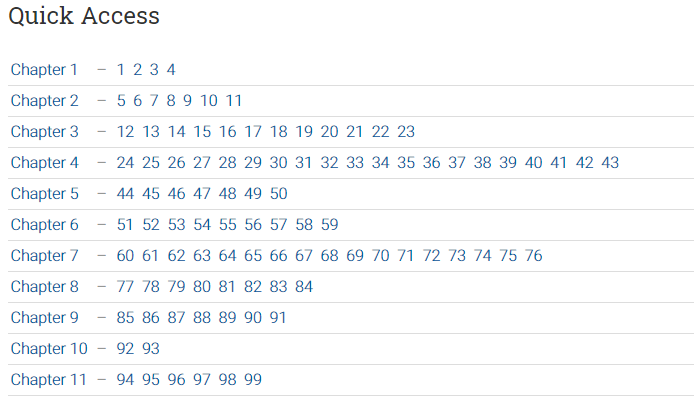 Quick Access
Chapter 1 – 1 2 3 4
Chapter 2 – 5 6 7 8 9 10 11
Chapter 3 – 12 13 14 15 16 17 18 19 20 21 22 23
Chapter 4 – 24 25 26 27 28 29 30 31 32 33 34 35 36 37 38 39 40 41 42 43
Chapter 5 – 44 45 46 47 48 49 50
Chapter 6 – 51 52 53 54 55 56 57 58 59
Chapter 7 – 60 61 62 63 64 65 66 67 68 69 70 71 72 73 74 75 76
Chapter 8 – 77 78 79 80 81 82 83 84
Chapter 9 – 85 86 87 88 89 90 91
Chapter 10 – 92 93
Chapter 11 – 94 95 96 97 98 99